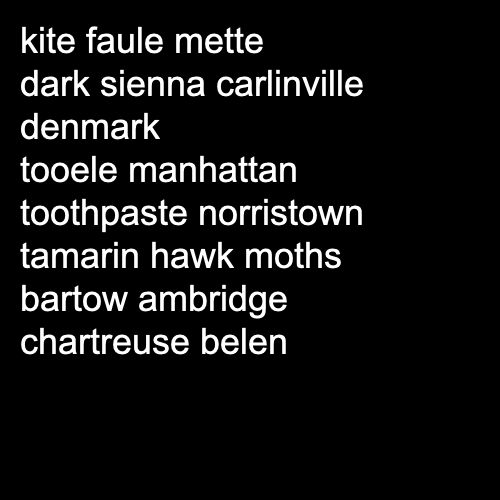 kite faule mette
dark sienna carlinville
denmark
tooele manhattan
toothpaste norristown
tamarin hawk moths
bartow ambridge
chartreuse belen